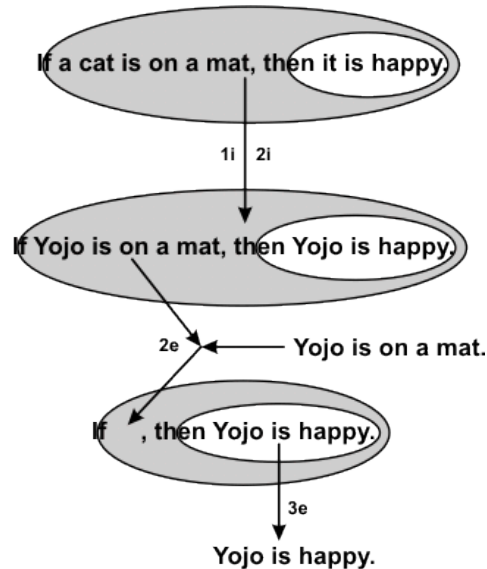 If a cat is on a mat, then it is happy.
1i 2i
If Yojo is on a mat, then Yojo is happy.
2e
Yojo is on a mat.
If , then Yojo is happy.
3e
Yojo is happy.